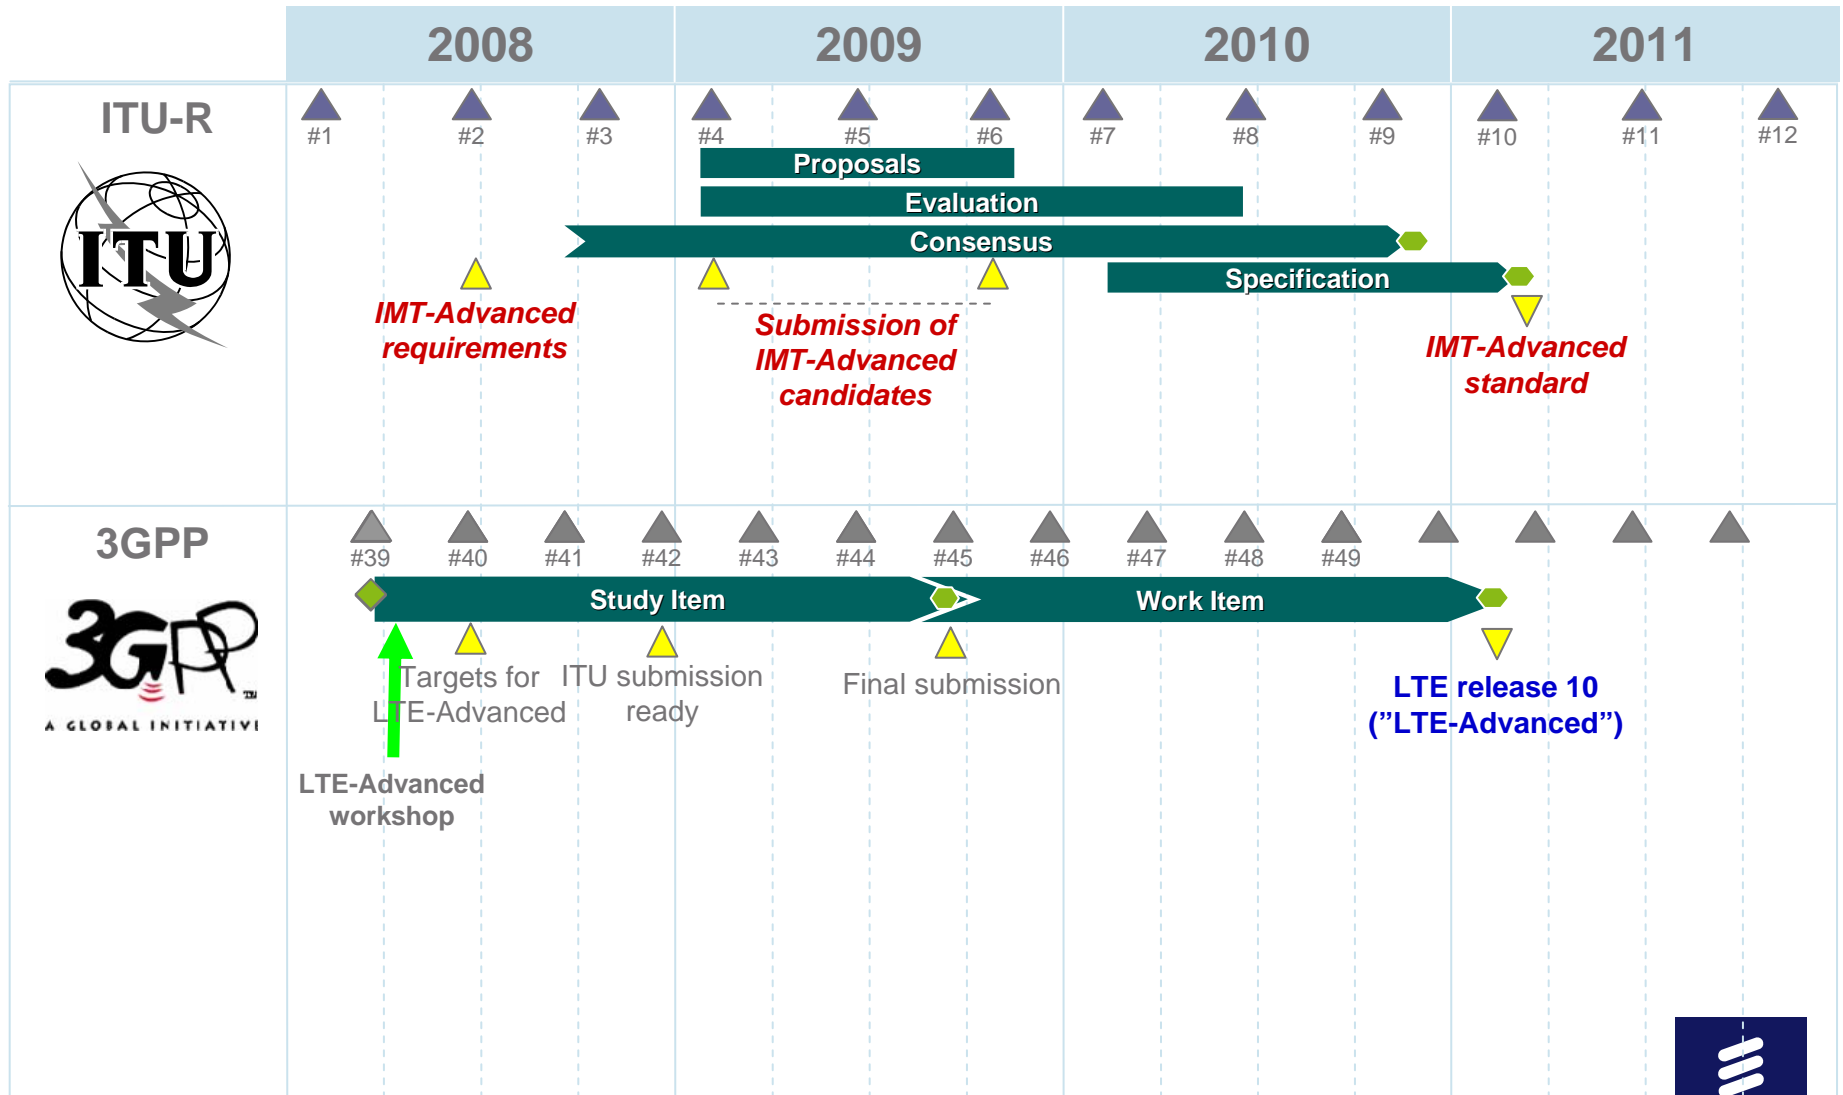 2008 2009 2010 2011
ITU-R
#1 #2 #3 #4 #5 #6 #7 #8 #9 #10 #11 #12
Proposals
Evaluation
Consensus
Specification
ITU
IMT-Advanced
requirements
Submission of
IMT-Advanced
candidates
IMT-Advanced
standard
3GPP
#39 #40 #41 #42 #43 #44 #45 #46 #47 #48 #49
Study Item
Work Item
3GPP
TM
A GLOBAL INITIATIVE
Targets for
LTE-Advanced
ITU submission
ready
Final submission
LTE release 10
(”LTE-Advanced”)
LTE-Advanced
workshop